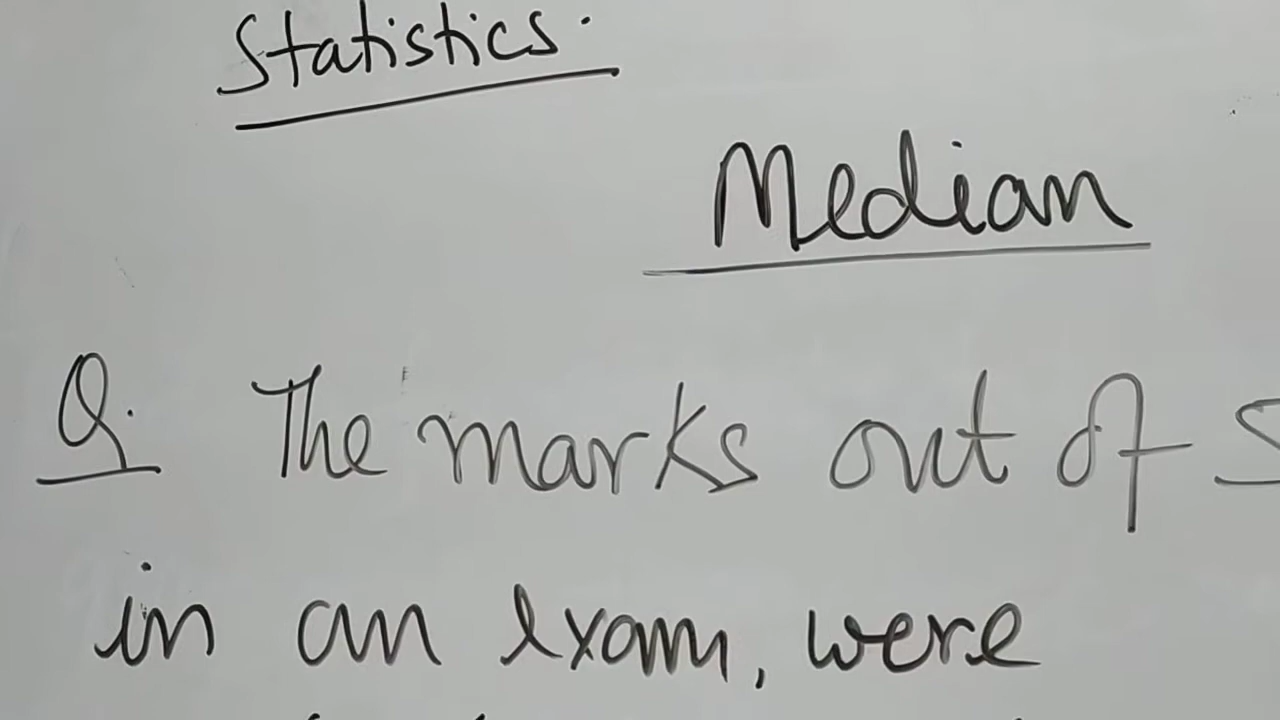 Statistics.
Median
Q. The marks out of
in an exam, were